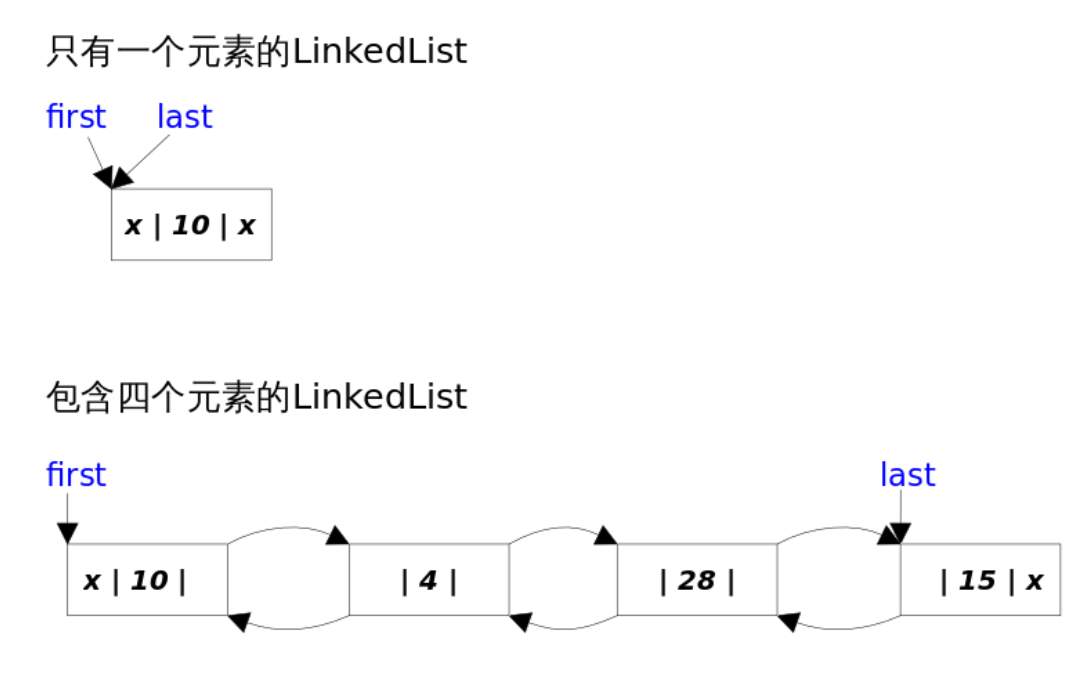 只有一个元素的LinkedList
first last
x | 10 | x
包含四个元素的LinkedList
first last
x | 10 | | 4 | | 28 | | 15 | x